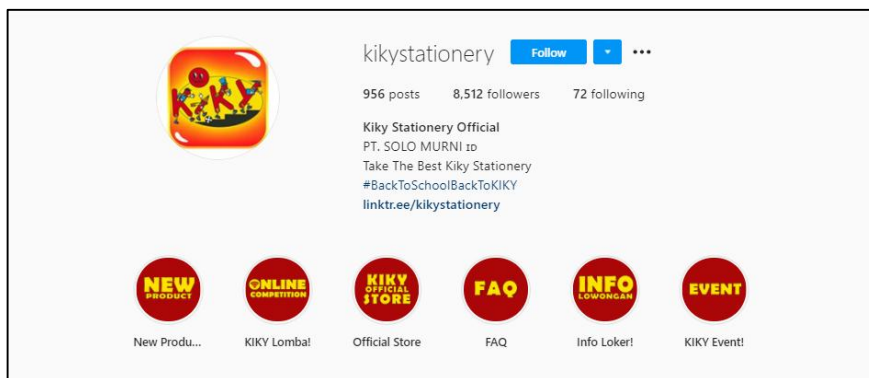 KiKY
kikystationery Follow
956 posts 8,512 followers 72 following
Kiky Stationery Official
PT. SOLO MURNI ID
Take The Best Kiky Stationery
#BackToSchoolBackToKIKY
linktr.ee/kikystationery
NEW
PRODUCT
ONLINE
COMPETITION
KIKY
OFFICIAL
STORE
FAQ
INFO
LOWONGAN
EVENT
New Produ... KIKY Lomba! Official Store FAQ Info Loker! KIKY Event!